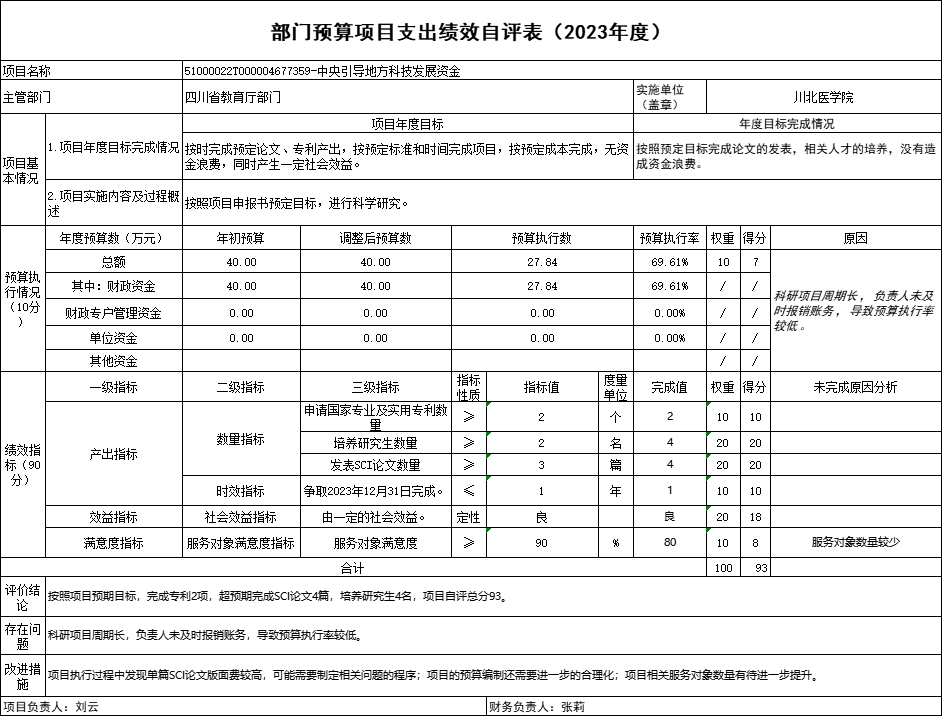 部门预算项目支出绩效自评表（2023年度）
项目名称 51000022T000004677359-中央引导地方科技发展资金
主管部门 四川省教育厅部门 实施单位（盖章） 川北医学院
项目基本情况 1.项目年度目标完成情况 项目年度目标 年度目标完成情况
按时完成预定论文、专利产出，按预定标准和时间完成项目，按预定成本完成，无资
金浪费，同时产生一定社会效益。
按照预定目标完成论文的发表，相关人才的培养，没有造
成资金浪费。
2.项目实施内容及过程概述 按照项目申报书预定目标，进行科学研究。
预算执行情况（10分） 年度预算数（万元） 年初预算 调整后预算数 预算执行数 预算执行率 权重 得分 原因
总额 40.00 40.00 27.84 69.61% 10 7
其中：财政资金 40.00 40.00 27.84 69.61% / /
财政专户管理资金 0.00 0.00 0.00 0.00% / /
单位资金 0.00 0.00 0.00 0.00% / /
其他资金 / /
科研项目周期长，负责人未及
时报销账务，导致预算执行率
较低。
绩效指标（90分） 一级指标 二级指标 三级指标 指标性质 指标值 度量单位 完成值 权重 得分 未完成原因分析
产出指标 数量指标 申请国家专业及实用专利数量 ≥ 2 个 2 10 10
培养研究生数量 ≥ 2 名 4 20 20
发表SCI论文数量 ≥ 3 篇 4 20 20
时效指标 争取2023年12月31日完成。 ≤ 1 年 1 10 10
效益指标 社会效益指标 由一定的社会效益。 定性 良 良 20 18
满意度指标 服务对象满意度指标 服务对象满意度 ≥ 90 % 80 10 8 服务对象数量较少
合计 100 93
评价结论 按照项目预期目标，完成专利2项，超预期完成SCI论文4篇，培养研究生4名，项目自评总分93。
存在问题 科研项目周期长，负责人未及时报销账务，导致预算执行率较低。
改进措施 项目执行过程中发现单篇SCI论文版面费较高，可能需要制定相关问题的程序；项目的预算编制还需要进一步的合理化；项目相关服务对象数量有待进一步提升。
项目负责人：刘云 财务负责人：张莉